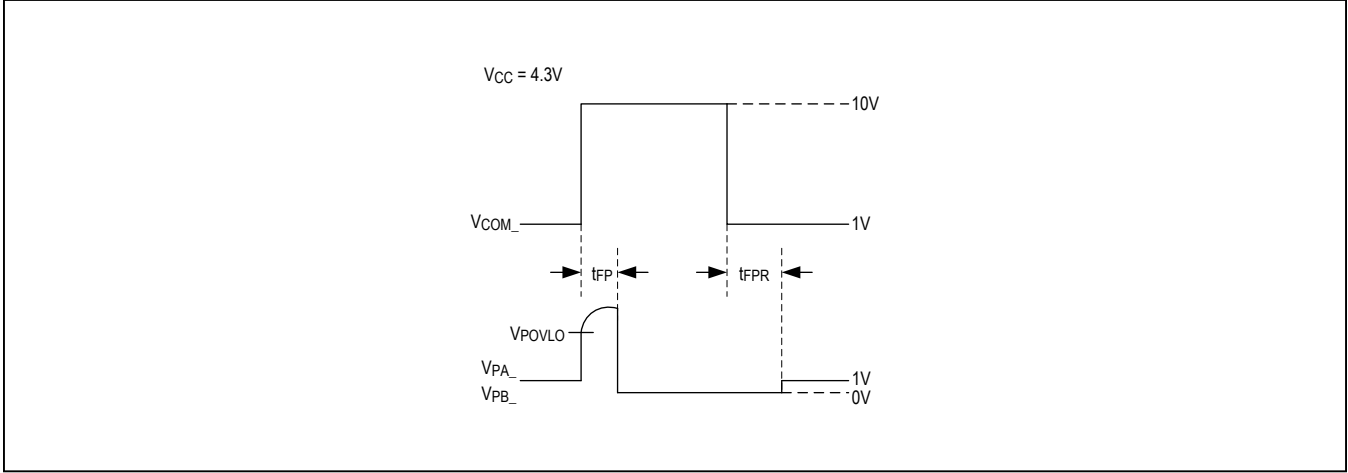 VCC = 4.3V
10V
VCOM_
1V
tFP
tFPR
VPOVLO
VPA_
1V
VPB_
0V